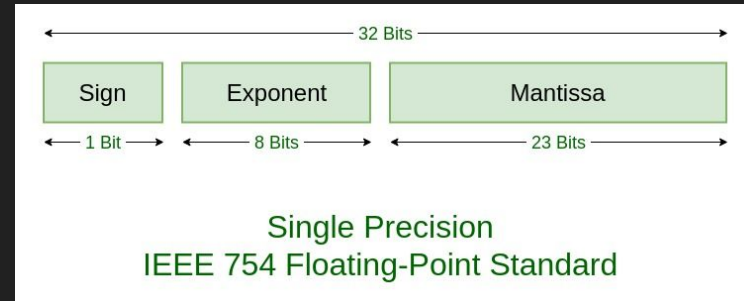 32 Bits
Sign Exponent Mantissa
1 Bit 8 Bits 23 Bits
Single Precision
IEEE 754 Floating-Point Standard